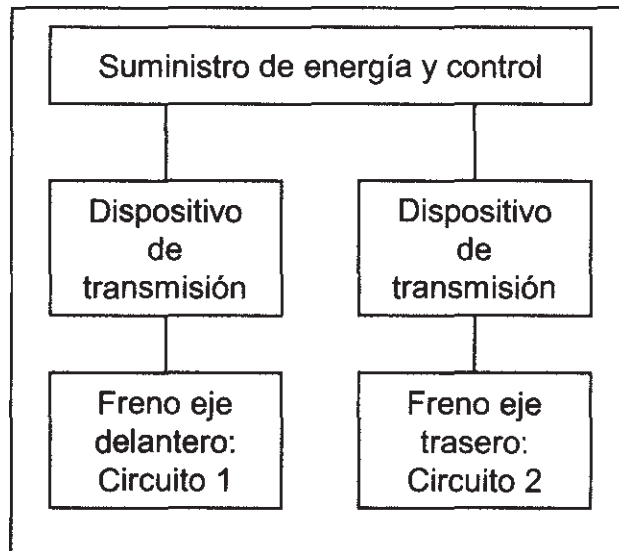 Suministro de energía y control
Dispositivo
de
transmisión
Dispositivo
de
transmisión
Freno eje
delantero:
Circuito 1
Freno eje
trasero:
Circuito 2